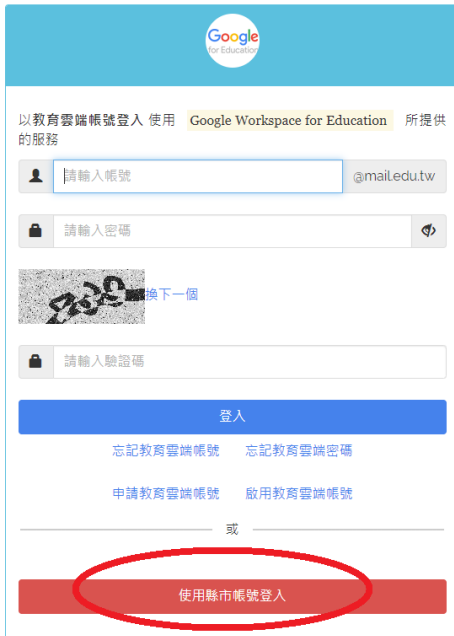 Google
for Education
以教育雲端帳號登入 使用 Google Workspace for Education 所提供
的服務
請輸入帳號 @mail.edu.tw
請輸入密碼
換下一個
請輸入驗證碼
登入
忘記教育雲端帳號 忘記教育雲端密碼
申請教育雲端帳號 啟用教育雲端帳號
或
使用縣市帳號登入